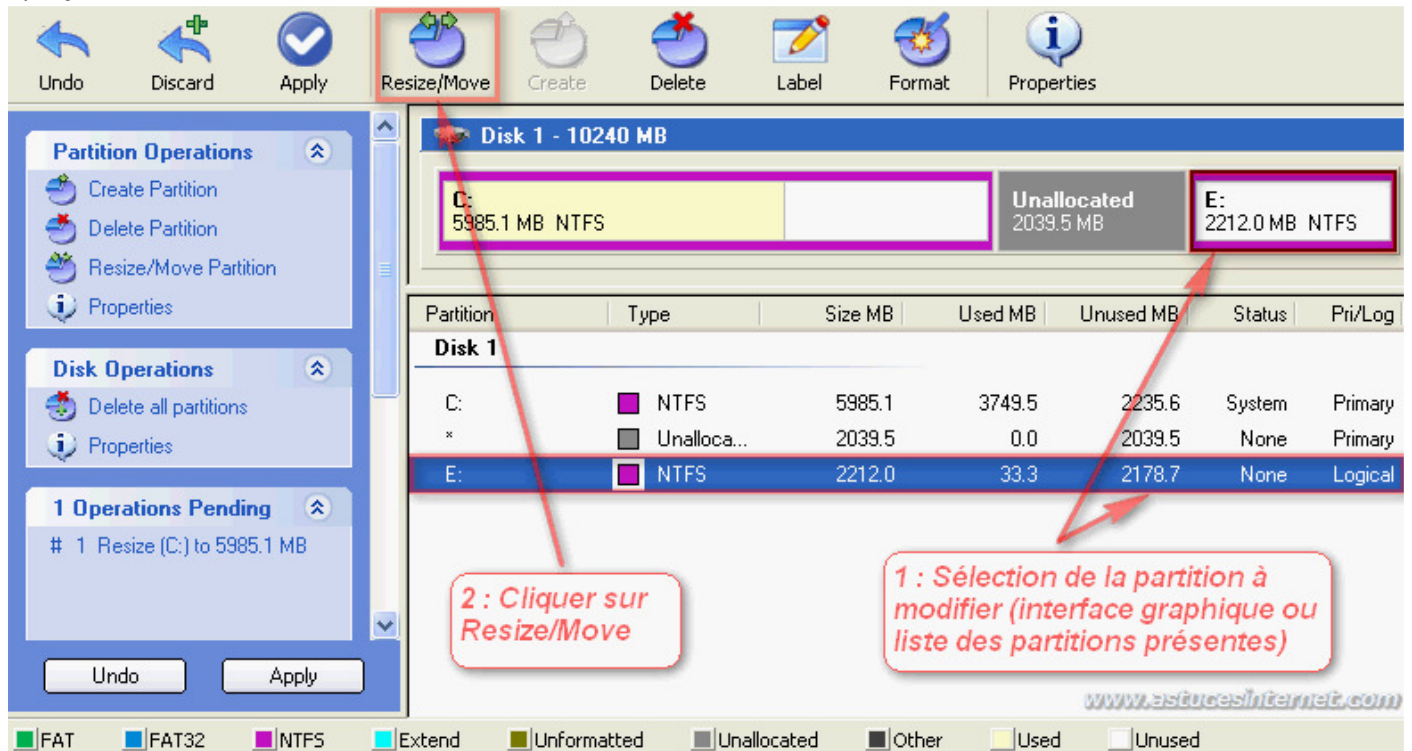 Undo Discard Apply Resize/Move Create Delete Label Format Properties
Partition Operations
Create Partition
Delete Partition
Resize/Move Partition
Properties
Disk Operations
Delete all partitions
Properties
1 Operations Pending
# 1 Resize (C:) to 5985.1 MB
Undo Apply
Disk 1 - 10240 MB
C:
5985.1 MB NTFS
Unallocated
2039.5 MB
E:
2212.0 MB NTFS
Partition Type Size MB Used MB Unused MB Status Pri/Log
Disk 1
C: NTFS 5985.1 3749.5 2235.6 System Primary
* Unalloca... 2039.5 0.0 2039.5 None Primary
E: NTFS 2212.0 33.3 2178.7 None Logical
2 : Cliquer sur
Resize/Move
1 : Sélection de la partition à
modifier (interface graphique ou
liste des partitions présentes)
www.astucesinternet.com
FAT FAT32 NTFS Extend Unformatted Unallocated Other Used Unused